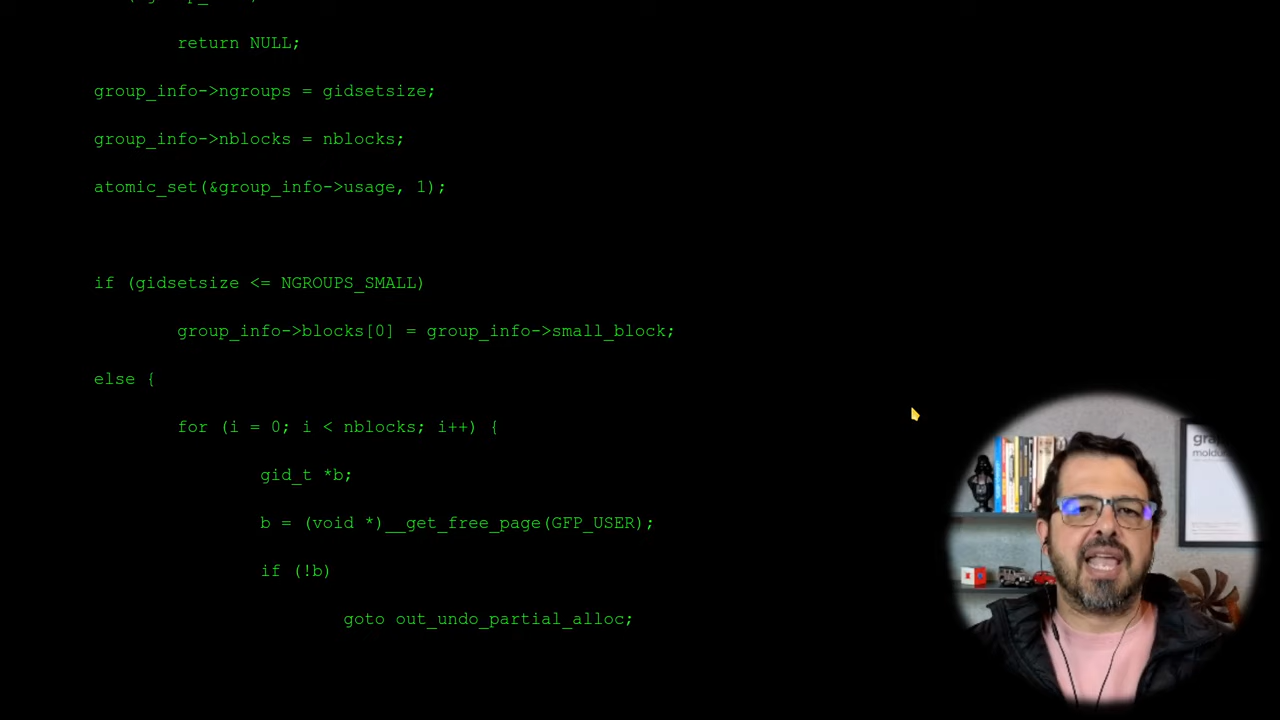 return NULL;
group_info->ngroups = gidsetsize;
group_info->nblocks = nblocks;
atomic_set(&group_info->usage, 1);
if (gidsetsize <= NGROUPS_SMALL)
group_info->blocks[0] = group_info->small_block;
else {
for (i = 0; i < nblocks; i++) {
gid_t *b;
b = (void *)__get_free_page(GFP_USER);
if (!b)
goto out_undo_partial_alloc;